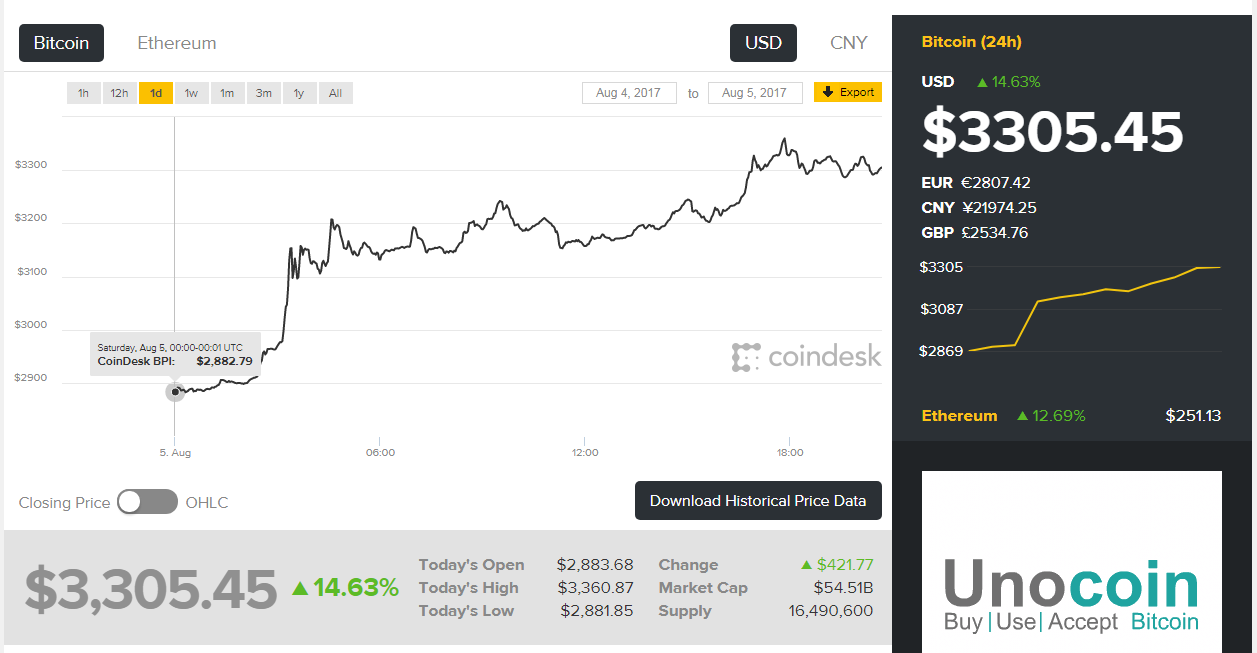 Bitcoin Ethereum USD CNY
1h 12h 1d 1w 1m 3m 1y All Aug 4, 2017 to Aug 5, 2017 Export
$3300
$3200
$3100
$3000
$2900
Saturday, Aug 5, 00:00-00:01 UTC
CoinDesk BPI: $2,882.79
coindesk
5. Aug 06:00 12:00 18:00
Closing Price OHLC Download Historical Price Data
$3,305.45 14.63%
Today's Open $2,883.68 Change $421.77
Today's High $3,360.87 Market Cap $54.51B
Today's Low $2,881.85 Supply 16,490,600
Bitcoin (24h)
USD 14.63%
$3305.45
EUR €2807.42
CNY ¥21974.25
GBP £2534.76
$3305
$3087
$2869
Ethereum 12.69% $251.13
Unocoin
Buy|Use|Accept Bitcoin